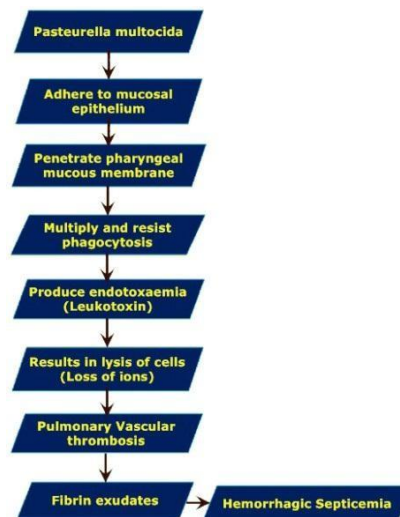 Pasteurella multocida
Adhere to mucosal
epithelium
Penetrate pharyngeal
mucous membrane
Multiply and resist
phagocytosis
Produce endotoxaemia
(Leukotoxin)
Results in lysis of cells
(Loss of ions)
Pulmonary Vascular
thrombosis
Fibrin exudates
Hemorrhagic Septicemia